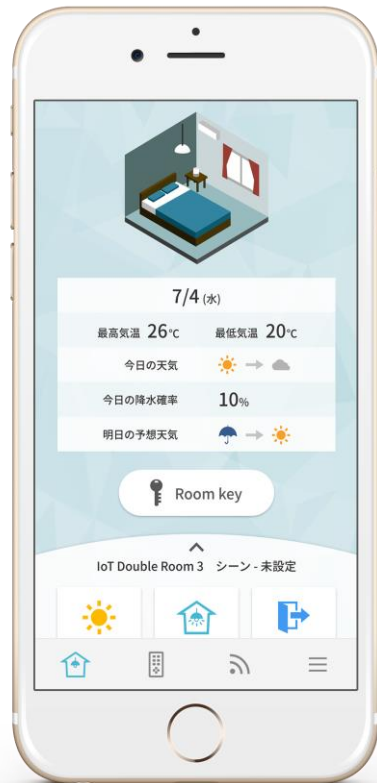 7/4 (水)
最高気温 26℃ 最低気温 20℃
今日の天気
今日の降水確率 10%
明日の予想天気
Room key
IoT Double Room 3 シーン - 未設定